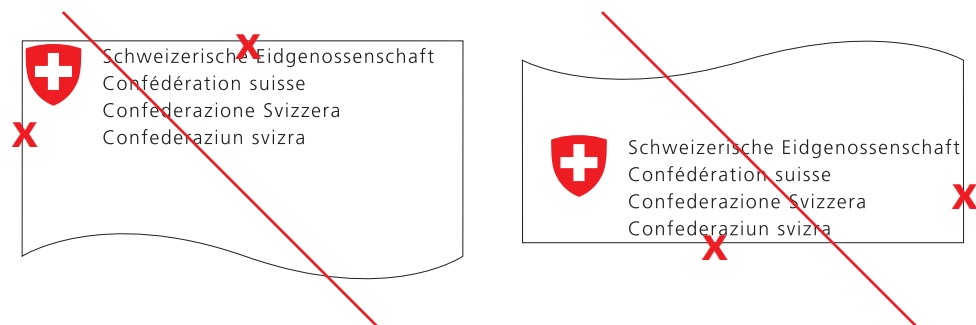 Schweizerische Eidgenossenschaft
Confédération suisse
Confederazione Svizzera
Confederaziun svizra
X
X
Schweizerische Eidgenossenschaft
Confédération suisse
Confederazione Svizzera
Confederaziun svizra
X
X